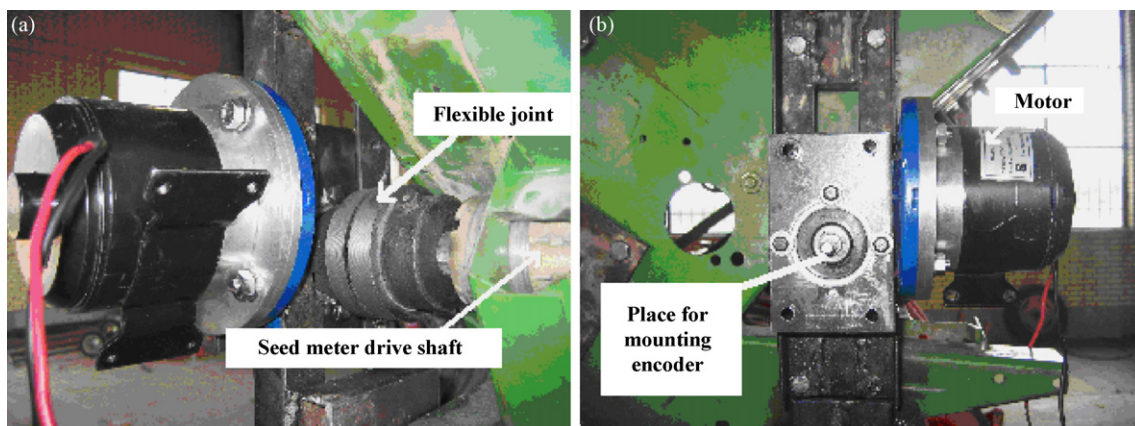 (a)
Flexible joint
Seed meter drive shaft
(b)
Motor
Place for
mounting
encoder